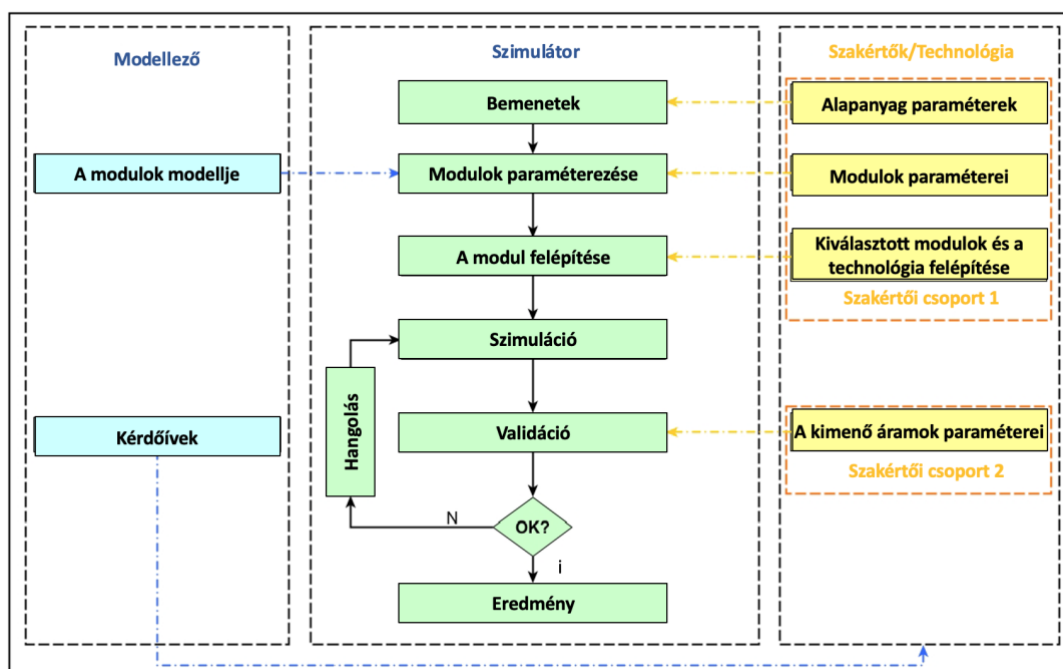 Modellező
Szimulátor
Szakértők/Technológia
Bemenetek
Alapanyag paraméterek
A modulok modellje
Modulok paraméterezése
Modulok paraméterei
A modul felépítése
Kiválasztott modulok és a
technológia felépítése
Szakértői csoport 1
Szimuláció
Hangolás
Kérdőívek
Validáció
A kimenő áramok paraméterei
Szakértői csoport 2
N
OK?
i
Eredmény